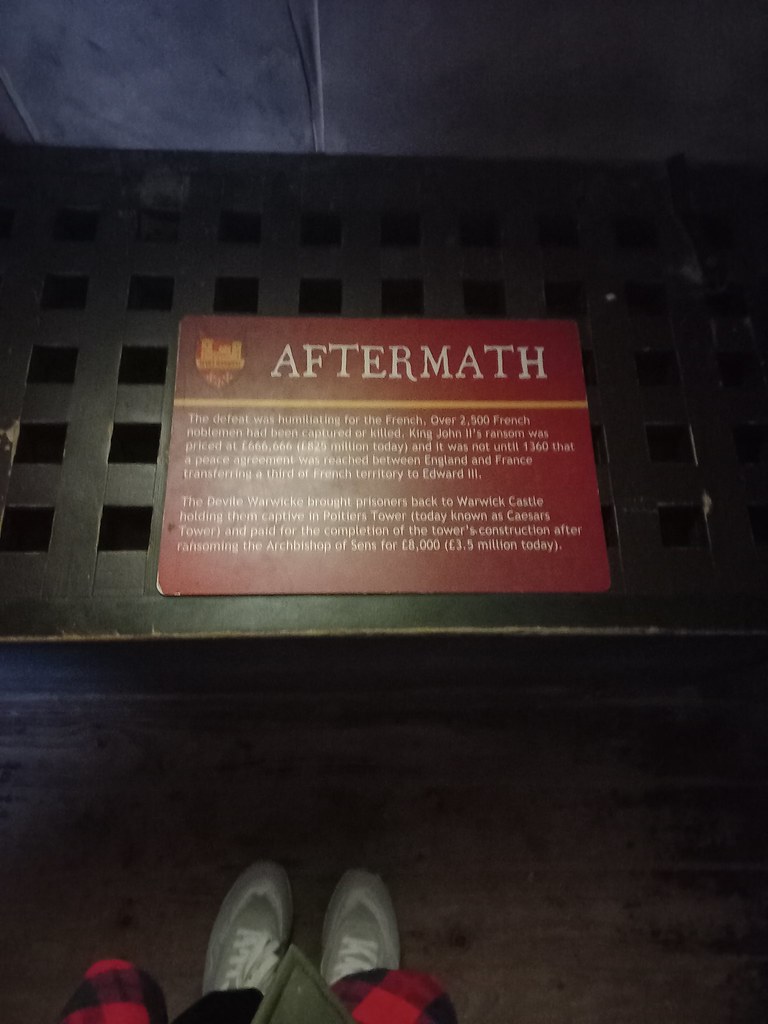 AFTERMATH
The defeat was humiliating for the French. Over 2,500 French
noblemen had been captured or killed. King John II's ransom was
priced at £666,666 (£825 million today) and it was not until 1360 that
a peace agreement was reached between England and France
transferring a third of French territory to Edward III.
The Devile Warwicke brought prisoners back to Warwick Castle
holding them captive in Poitiers Tower (today known as Caesars
Tower) and paid for the completion of the tower's construction after
ransoming the Archbishop of Sens for £8,000 (£3.5 million today).